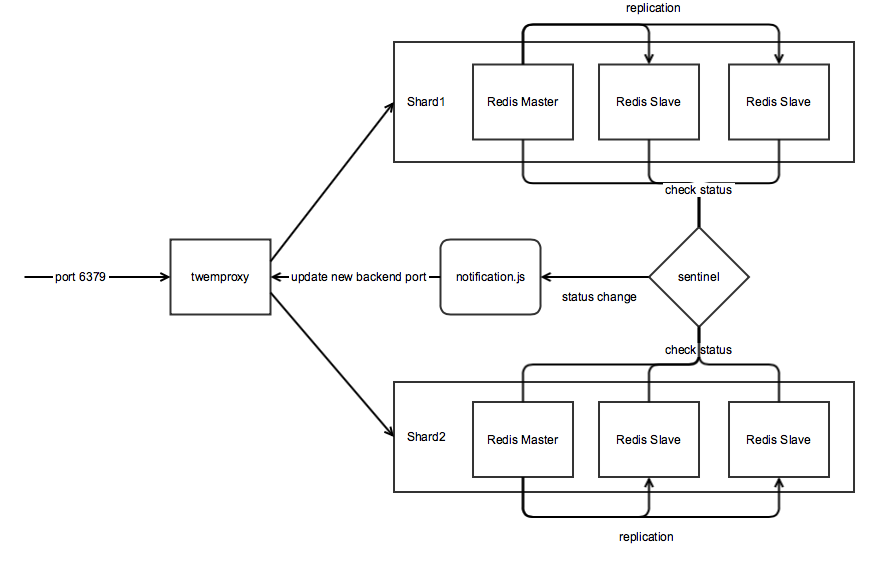 replication
Shard1
Redis Master
Redis Slave
Redis Slave
check status
port 6379
twemproxy
update new backend port
notification.js
status change
sentinel
check status
Shard2
Redis Master
Redis Slave
Redis Slave
replication